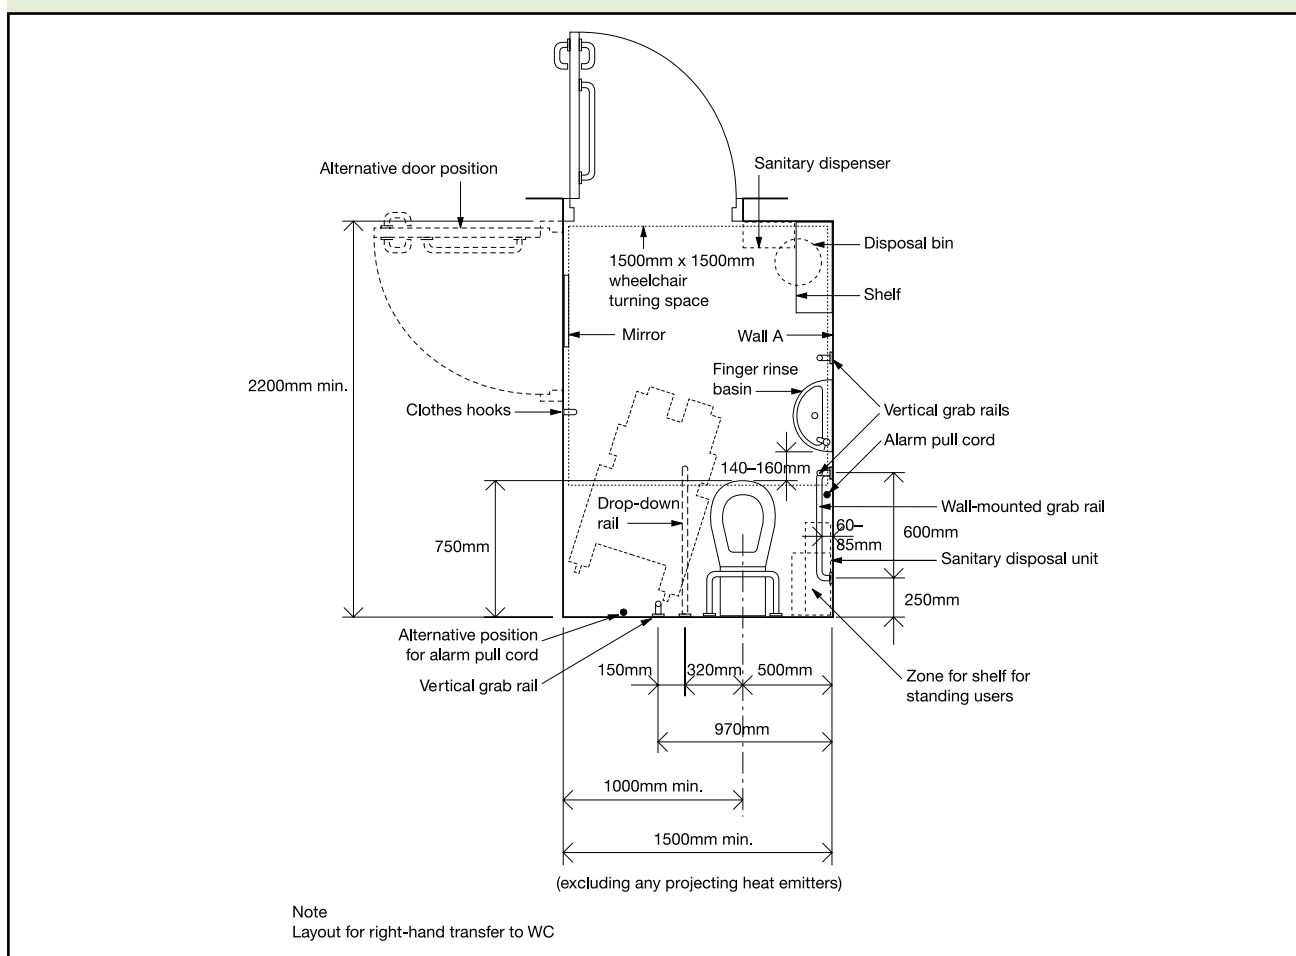 Alternative door position
Sanitary dispenser
Disposal bin
1500mm x 1500mm
wheelchair
turning space
Shelf
Mirror
Wall A
Finger rinse
basin
2200mm min.
Clothes hooks
Vertical grab rails
Alarm pull cord
140–160mm
Drop-down
rail
Wall-mounted grab rail
60–
85mm
600mm
750mm
Sanitary disposal unit
250mm
Alternative position
for alarm pull cord
Vertical grab rail
150mm
320mm
500mm
Zone for shelf for
standing users
970mm
1000mm min.
1500mm min.
(excluding any projecting heat emitters)
Note
Layout for right-hand transfer to WC